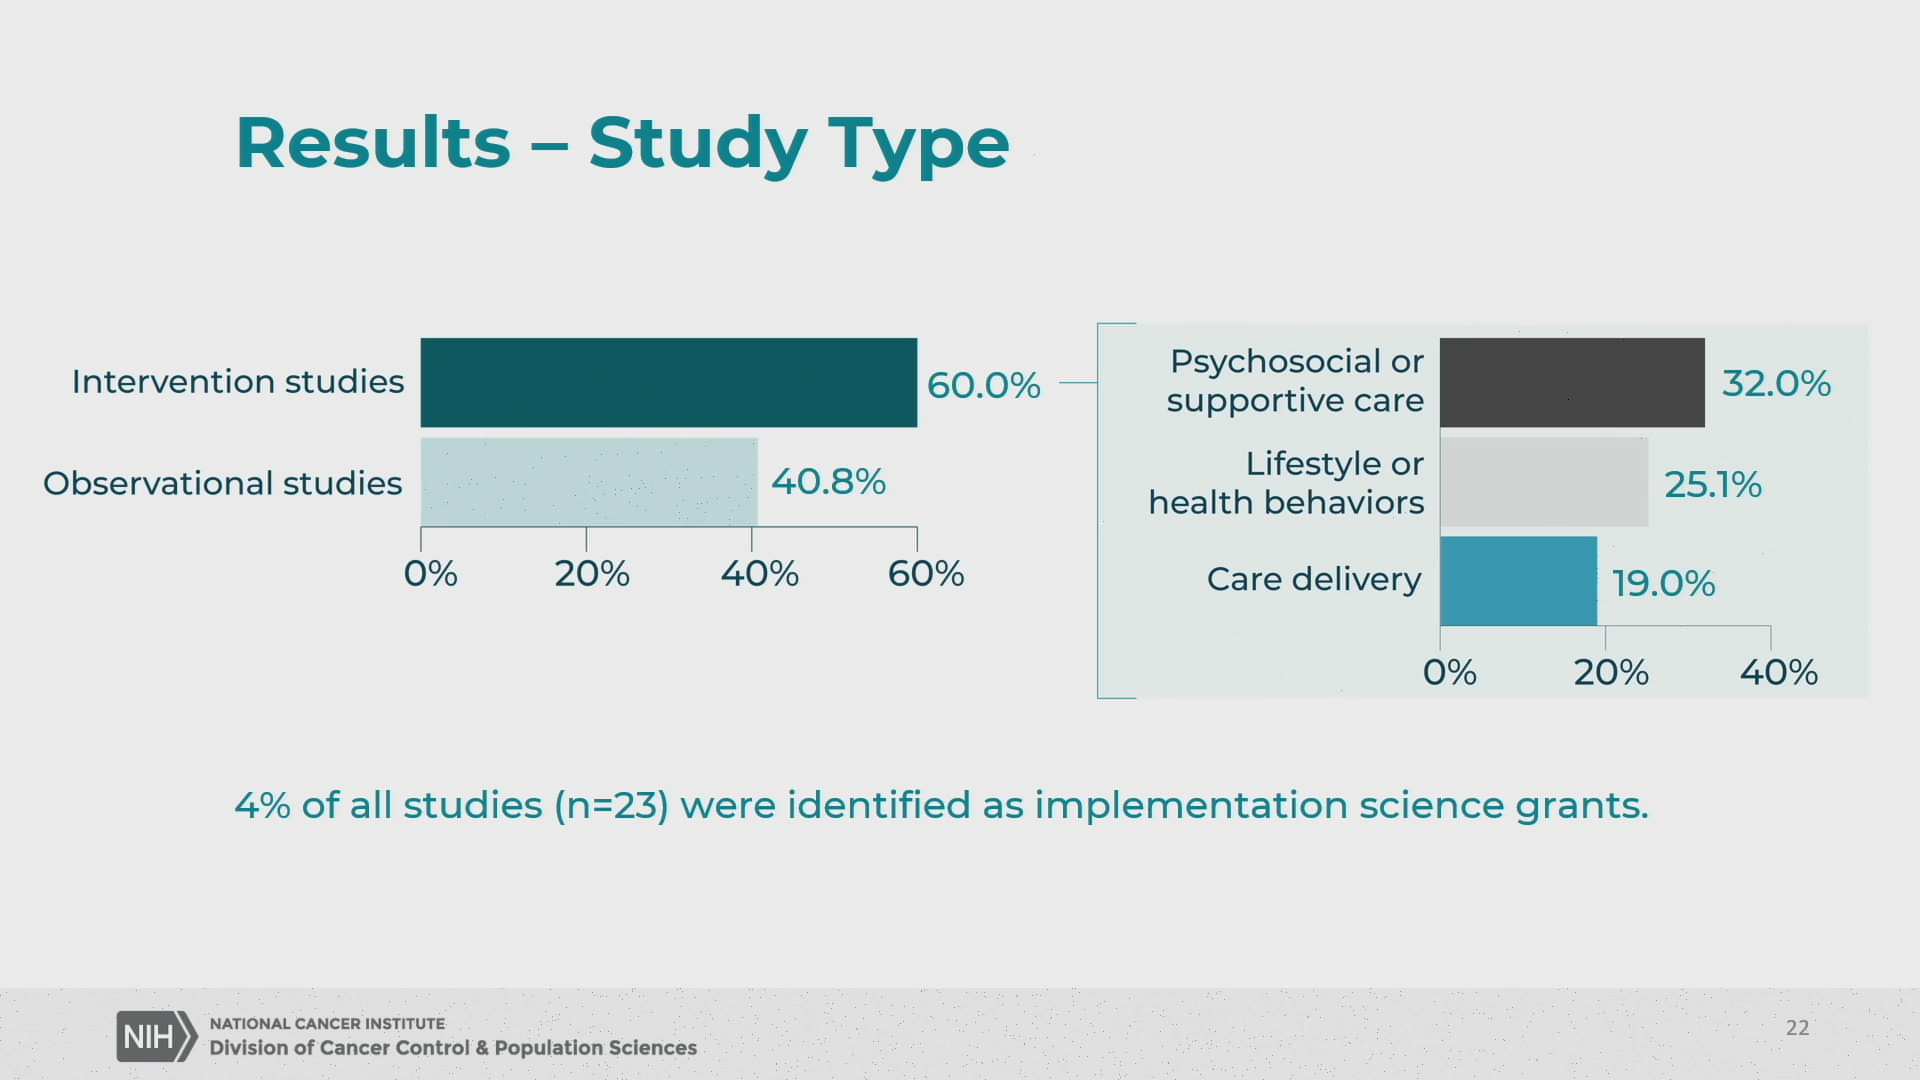 Results – Study Type
Intervention studies
60.0%
Observational studies
40.8%
0%
20%
40%
60%
Psychosocial or
supportive care
32.0%
Lifestyle or
health behaviors
25.1%
Care delivery
19.0%
0%
20%
40%
4% of all studies (n=23) were identified as implementation science grants.
NIH
NATIONAL CANCER INSTITUTE
Division of Cancer Control & Population Sciences
22